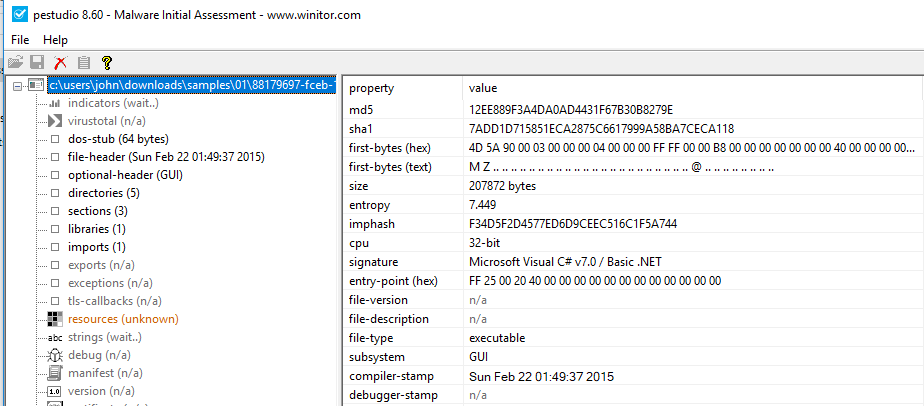 pestudio 8.60 - Malware Initial Assessment - www.winitor.com
File Help
c:\users\john\downloads\samples\01\88179697-fceb-
indicators (wait..)
virustotal (n/a)
dos-stub (64 bytes)
file-header (Sun Feb 22 01:49:37 2015)
optional-header (GUI)
directories (5)
sections (3)
libraries (1)
imports (1)
exports (n/a)
exceptions (n/a)
tls-callbacks (n/a)
resources (unknown)
abc strings (wait..)
debug (n/a)
manifest (n/a)
1.0 version (n/a)
property value
md5 12EE889F3A4DA0AD4431F67B30B8279E
sha1 7ADD1D715851ECA2875C6617999A58BA7CECA118
first-bytes (hex) 4D 5A 90 00 03 00 00 00 04 00 00 00 FF FF 00 00 B8 00 00 00 00 00 00 00 40 00 00 00 00...
first-bytes (text) M Z .. .. .. .. .. .. .. .. .. .. .. .. .. .. .. .. .. .. .. .. .. .. @ .. .. .. .. .. .. ..
size 207872 bytes
entropy 7.449
imphash F34D5F2D4577ED6D9CEEC516C1F5A744
cpu 32-bit
signature Microsoft Visual C# v7.0 / Basic .NET
entry-point (hex) FF 25 00 20 40 00 00 00 00 00 00 00 00 00 00 00
file-version n/a
file-description n/a
file-type executable
subsystem GUI
compiler-stamp Sun Feb 22 01:49:37 2015
debugger-stamp n/a